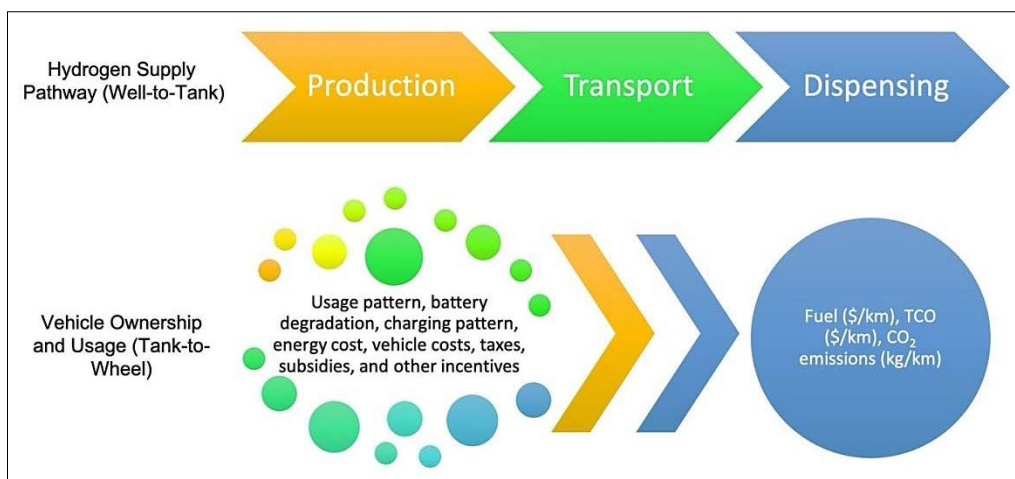 Hydrogen Supply
Pathway (Well-to-Tank)
Production
Transport
Dispensing
Vehicle Ownership
and Usage (Tank-to-
Wheel)
Usage pattern, battery
degradation, charging pattern,
energy cost, vehicle costs, taxes,
subsidies, and other incentives
Fuel ($/km), TCO
($/km), CO₂
emissions (kg/km)